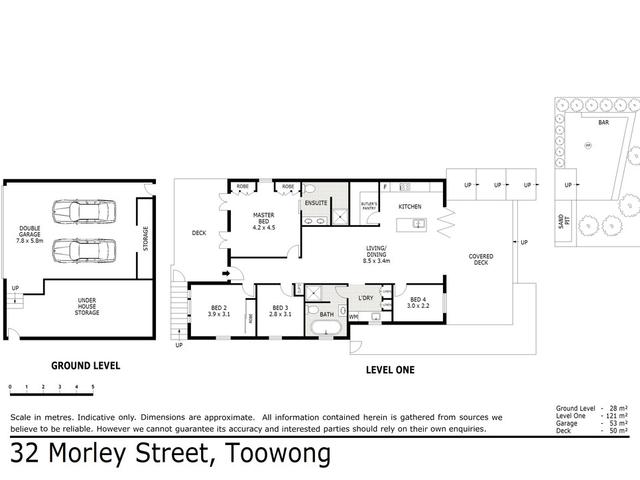 DOUBLE
GARAGE
7.8 x 5.8m
STORAGE
UP
UNDER
HOUSE
STORAGE
GROUND LEVEL
0 1 2 3 4 5
ROBE
ROBE
ENSUITE
MASTER
BED
4.2 x 4.5
DECK
BUTLER'S
PANTRY
F
KITCHEN
LIVING/
DINING
8.5 x 3.4m
COVERED
DECK
UP
UP
UP
UP
UP
BAR
SAND
PIT
BED 2
3.9 x 3.1
ROBE
BED 3
2.8 x 3.1
BATH
L'DRY
WM
LINEN
BED 4
3.0 x 2.2
UP
LEVEL ONE
Scale in metres. Indicative only. Dimensions are approximate. All information contained herein is gathered from sources we
believe to be reliable. However we cannot guarantee its accuracy and interested parties should rely on their own enquiries.
Ground Level - 28 m²
Level One - 121 m²
Garage - 53 m²
Deck - 50 m²
32 Morley Street, Toowong